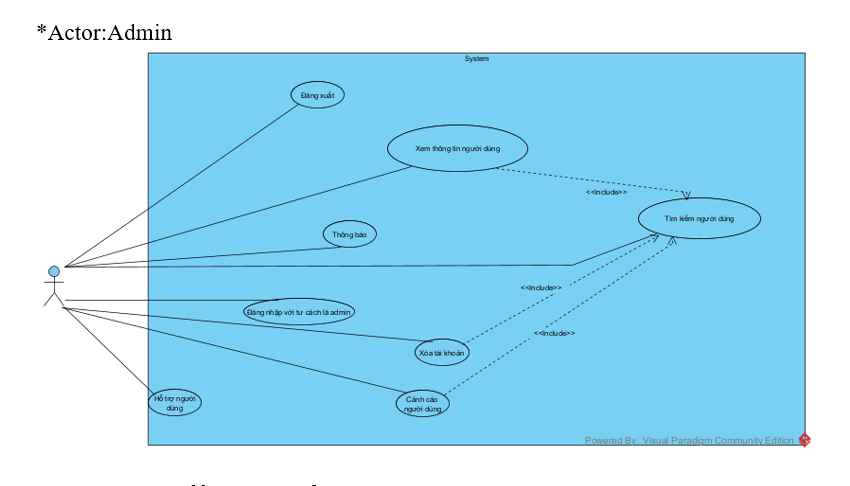 *Actor:Admin
System
Đăng xuất
Xem thông tin người dùng
<<Include>>
Tìm kiếm người dùng
Thông báo
<<Include>>
Đăng nhập với tư cách là admin
<<Include>>
Xóa tài khoản
Hỗ trợ người
dùng
Cảnh cáo
người dùng
Powered By Visual Paradigm Community Edition